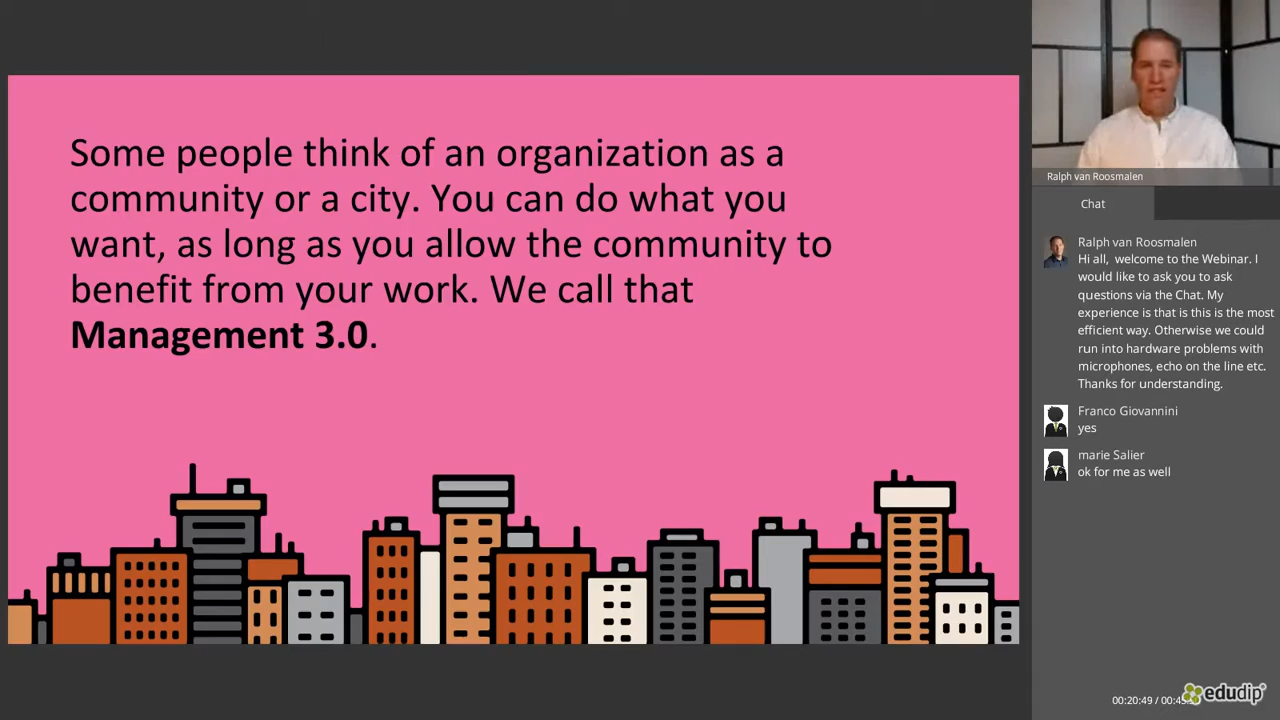 Some people think of an organization as a
community or a city. You can do what you
want, as long as you allow the community to
benefit from your work. We call that
Management 3.0.
Ralph van Roosmalen
Chat
Ralph van Roosmalen
Hi all, welcome to the Webinar. I
would like to ask you to ask
questions via the Chat. My
experience is that is this is the most
efficient way. Otherwise we could
run into hardware problems with
microphones, echo on the line etc.
Thanks for understanding.
Franco Giovannini
yes
marie Salier
ok for me as well
00:20:49 /
edudip